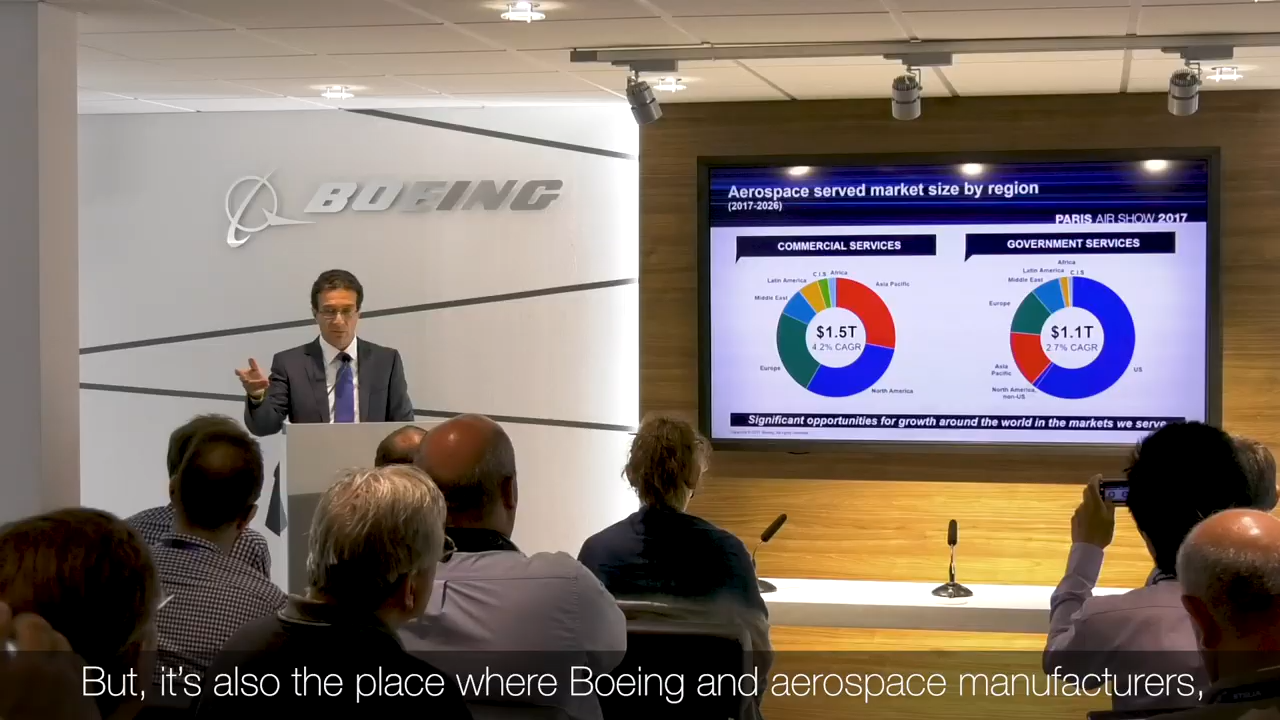 BOEING
Aerospace served market size by region
(2017-2026)
PARIS AIR SHOW 2017
COMMERCIAL SERVICES
Africa
C.I.S
Latin America
Asia Pacific
Middle East
$1.5T
4.2% CAGR
Europe
North America
GOVERNMENT SERVICES
Africa
Latin America
C.I.S
Middle East
Europe
$1.1T
2.7% CAGR
Asia
Pacific
US
North America,
non-US
Significant opportunities for growth around the world in the markets we serve
But, it's also the place where Boeing and aerospace manufacturers,